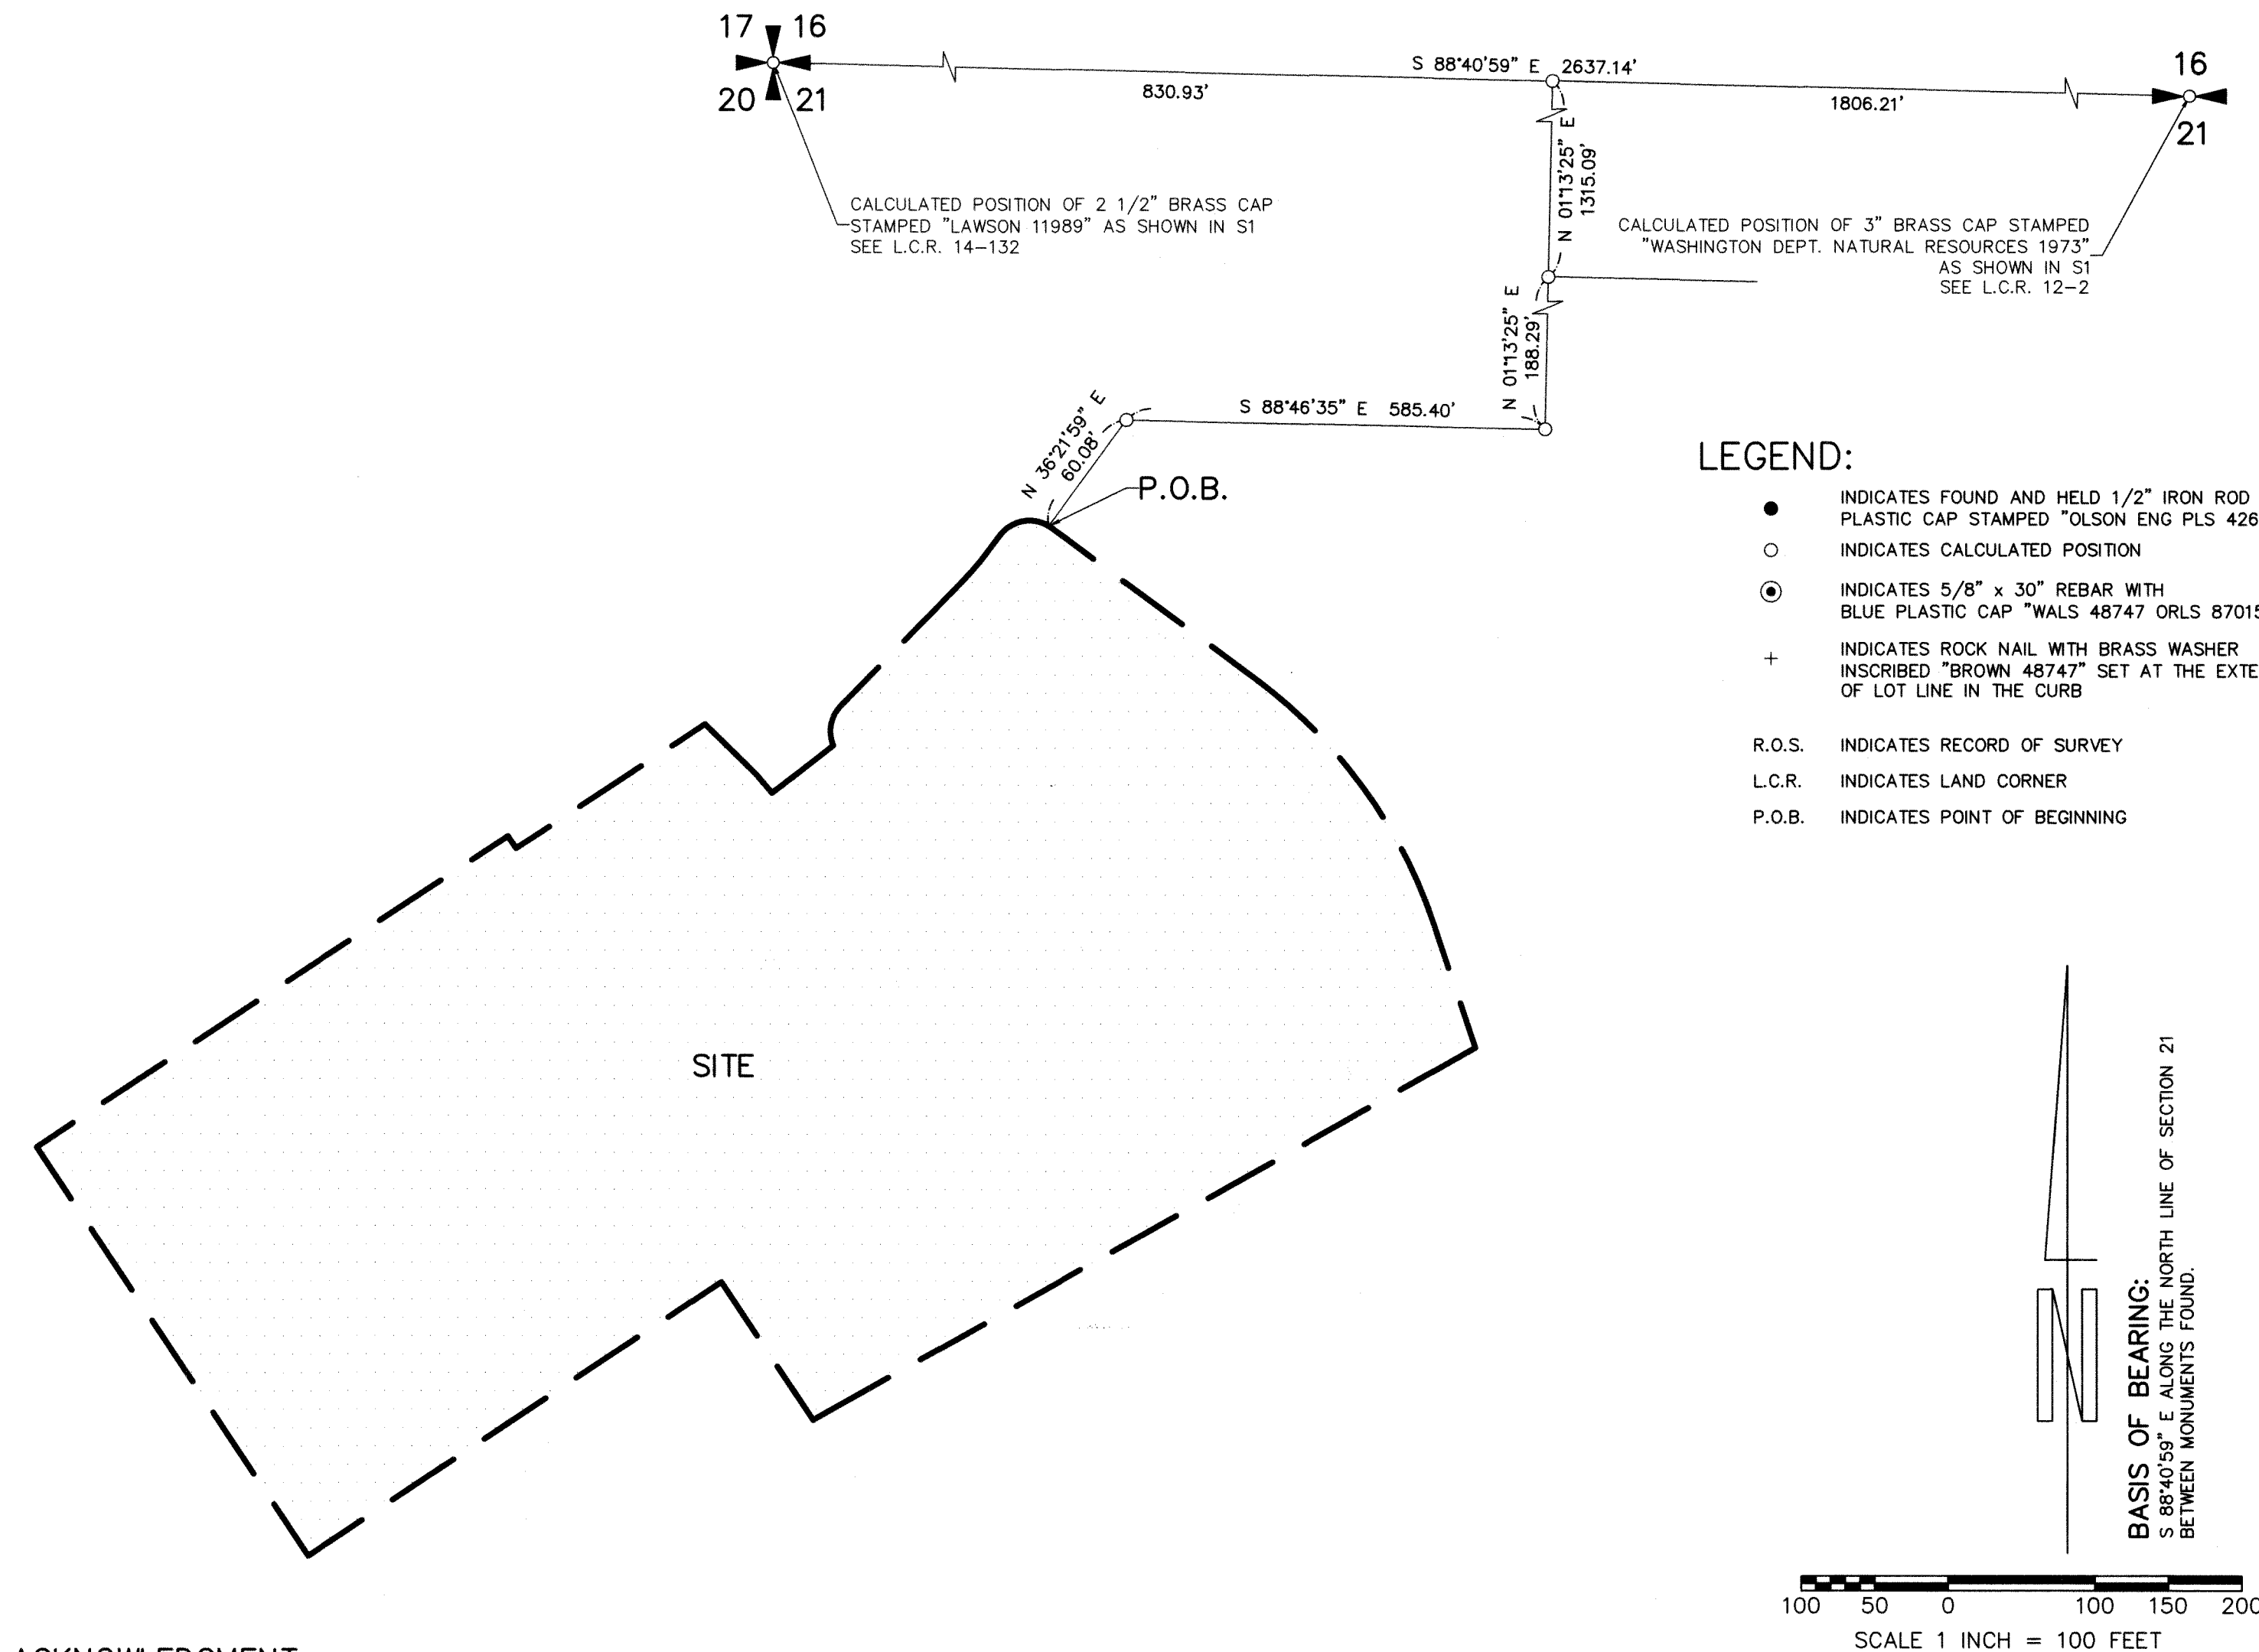 17 16
20 21
S 88°40'59" E 2637.14'
830.93'
1806.21'
16
21
N 01°13'25" E
1315.09'
CALCULATED POSITION OF 2 1/2" BRASS CAP
STAMPED "LAWSON 11989" AS SHOWN IN S1
SEE L.C.R. 14-132
CALCULATED POSITION OF 3" BRASS CAP STAMPED
"WASHINGTON DEPT. NATURAL RESOURCES 1973"
AS SHOWN IN S1
SEE L.C.R. 12-2
N 01°13'25" E
188.29'
S 88°46'35" E 585.40'
N 36°21'59" E
60.08'
P.O.B.
LEGEND:
INDICATES FOUND AND HELD 1/2" IRON ROD
PLASTIC CAP STAMPED "OLSON ENG PLS 426
INDICATES CALCULATED POSITION
INDICATES 5/8" x 30" REBAR WITH
BLUE PLASTIC CAP "WALS 48747 ORLS 87015
INDICATES ROCK NAIL WITH BRASS WASHER
INSCRIBED "BROWN 48747" SET AT THE EXTE
OF LOT LINE IN THE CURB
R.O.S. INDICATES RECORD OF SURVEY
L.C.R. INDICATES LAND CORNER
P.O.B. INDICATES POINT OF BEGINNING
SITE
N
BASIS OF BEARING:
S 88°40'59" E ALONG THE NORTH LINE OF SECTION 21
BETWEEN MONUMENTS FOUND.
100 50 0 100 150 200
SCALE 1 INCH = 100 FEET